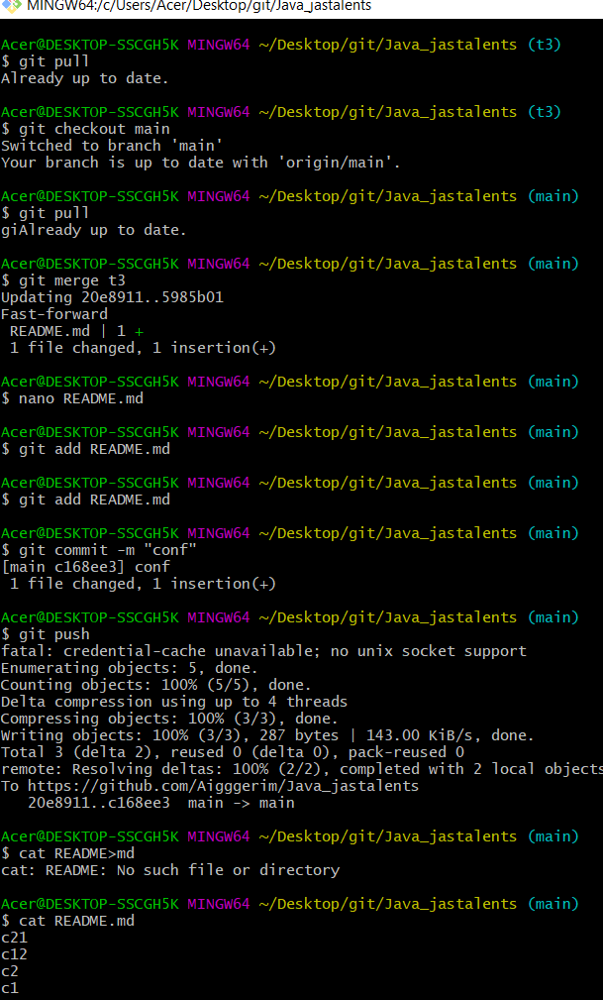 MINGW64:/c/Users/Acer/Desktop/git/Java_jastalents
Acer@DESKTOP-SSCGH5K MINGW64 ~/Desktop/git/Java_jastalents (t3)
$ git pull
Already up to date.
Acer@DESKTOP-SSCGH5K MINGW64 ~/Desktop/git/Java_jastalents (t3)
$ git checkout main
Switched to branch 'main'
Your branch is up to date with 'origin/main'.
Acer@DESKTOP-SSCGH5K MINGW64 ~/Desktop/git/Java_jastalents (main)
$ git pull
giAlready up to date.
Acer@DESKTOP-SSCGH5K MINGW64 ~/Desktop/git/Java_jastalents (main)
$ git merge t3
Updating 20e8911..5985b01
Fast-forward
 README.md | 1 +
 1 file changed, 1 insertion(+)
Acer@DESKTOP-SSCGH5K MINGW64 ~/Desktop/git/Java_jastalents (main)
$ nano README.md
Acer@DESKTOP-SSCGH5K MINGW64 ~/Desktop/git/Java_jastalents (main)
$ git add README.md
Acer@DESKTOP-SSCGH5K MINGW64 ~/Desktop/git/Java_jastalents (main)
$ git add README.md
Acer@DESKTOP-SSCGH5K MINGW64 ~/Desktop/git/Java_jastalents (main)
$ git commit -m "conf"
[main c168ee3] conf
 1 file changed, 1 insertion(+)
Acer@DESKTOP-SSCGH5K MINGW64 ~/Desktop/git/Java_jastalents (main)
$ git push
fatal: credential-cache unavailable; no unix socket support
Enumerating objects: 5, done.
Counting objects: 100% (5/5), done.
Delta compression using up to 4 threads
Compressing objects: 100% (3/3), done.
Writing objects: 100% (3/3), 287 bytes | 143.00 KiB/s, done.
Total 3 (delta 2), reused 0 (delta 0), pack-reused 0
remote: Resolving deltas: 100% (2/2), completed with 2 local objects
To https://github.com/Aigggerim/Java_jastalents
   20e8911..c168ee3  main -> main
Acer@DESKTOP-SSCGH5K MINGW64 ~/Desktop/git/Java_jastalents (main)
$ cat README>md
cat: README: No such file or directory
Acer@DESKTOP-SSCGH5K MINGW64 ~/Desktop/git/Java_jastalents (main)
$ cat README.md
c21
c12
c2
c1